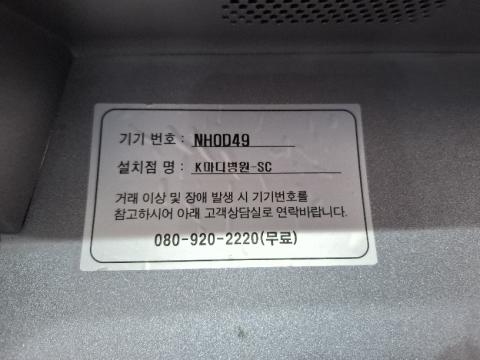 기기 번호 : NH0D49
설치점 명 : K마디병원-SC
거래 이상 및 장애 발생 시 기기번호를
참고하시어 아래 고객상담실로 연락바랍니다.
080-920-2220(무료)